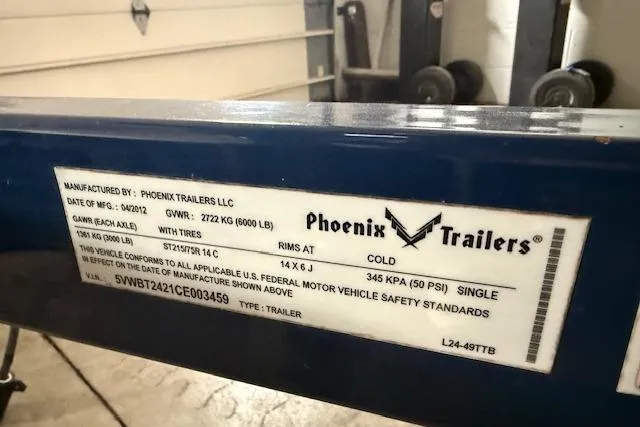 MANUFACTURED BY : PHOENIX TRAILERS LLC
DATE OF MFG. : 04/2012 GVWR : 2722 KG (6000 LB)
Phoenix Trailers®
GAWR (EACH AXLE) WITH TIRES RIMS AT COLD
1361 KG (3000 LB) ST215/75R 14 C 14 X 6 J 345 KPA (50 PSI) SINGLE
THIS VEHICLE CONFORMS TO ALL APPLICABLE U.S. FEDERAL MOTOR VEHICLE SAFETY STANDARDS
IN EFFECT ON THE DATE OF MANUFACTURE SHOWN ABOVE
V.I.N. 5VWBT2421CE003459 TYPE : TRAILER
L24-49TTB